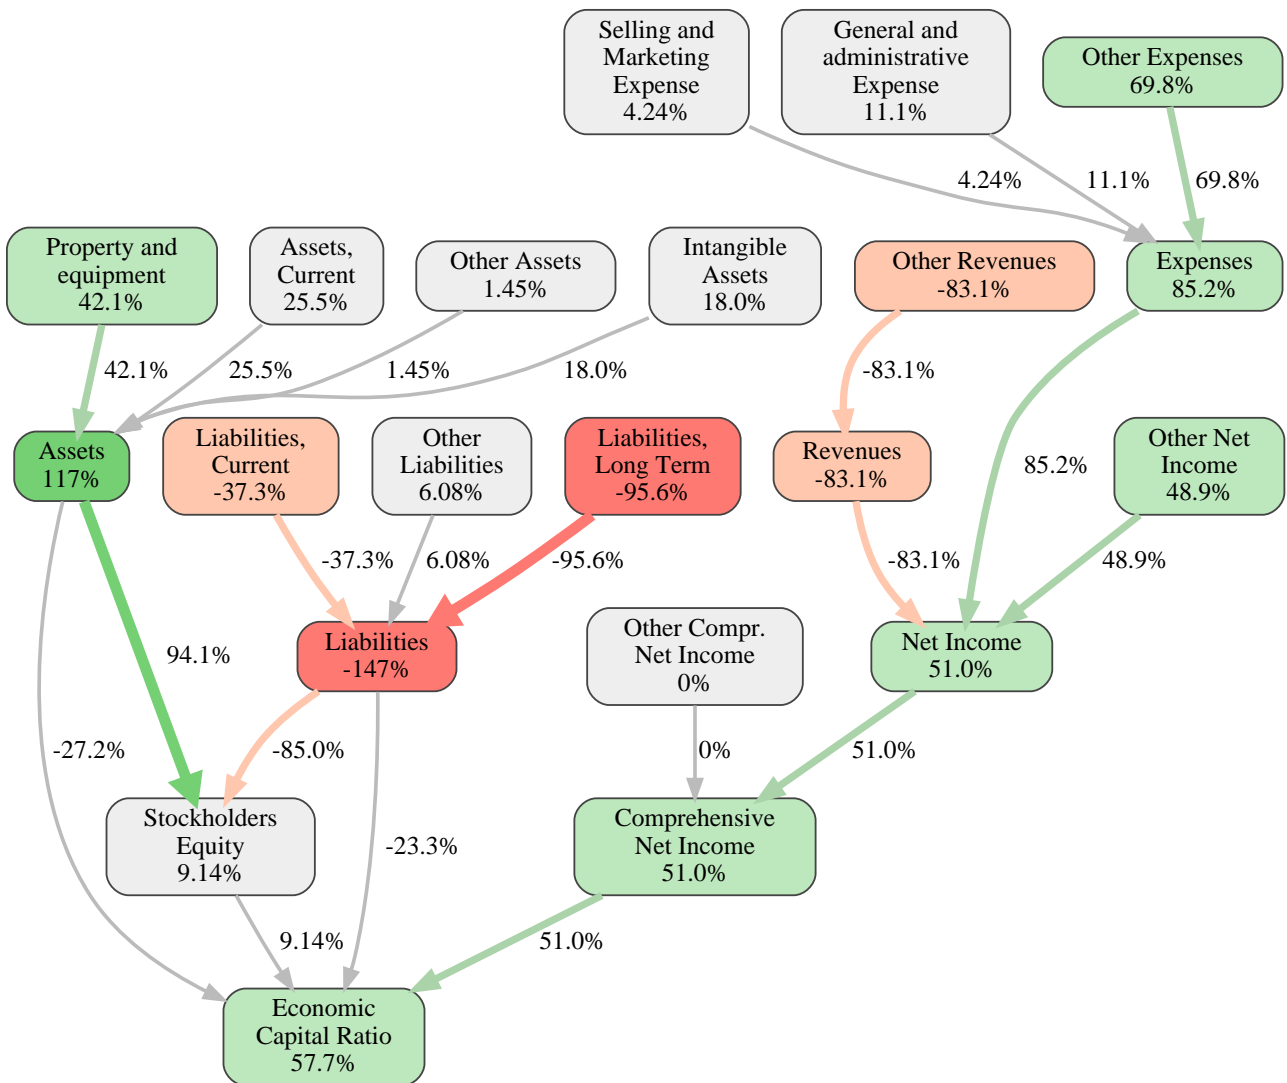 Selling and
Marketing
Expense
4.24%
General and
administrative
Expense
11.1%
Other Expenses
69.8%
4.24%
11.1%
69.8%
Property and
equipment
42.1%
Assets,
Current
25.5%
Other Assets
1.45%
Intangible
Assets
18.0%
Other Revenues
-83.1%
Expenses
85.2%
42.1%
25.5%
1.45%
18.0%
-83.1%
Assets
117%
Liabilities,
Current
-37.3%
Other
Liabilities
6.08%
Liabilities,
Long Term
-95.6%
Revenues
-83.1%
85.2%
Other Net
Income
48.9%
-37.3%
6.08%
-95.6%
-83.1%
48.9%
94.1%
Liabilities
-147%
Other Compr.
Net Income
0%
Net Income
51.0%
-27.2%
-85.0%
0%
51.0%
Stockholders
Equity
9.14%
-23.3%
Comprehensive
Net Income
51.0%
9.14%
51.0%
Economic
Capital Ratio
57.7%